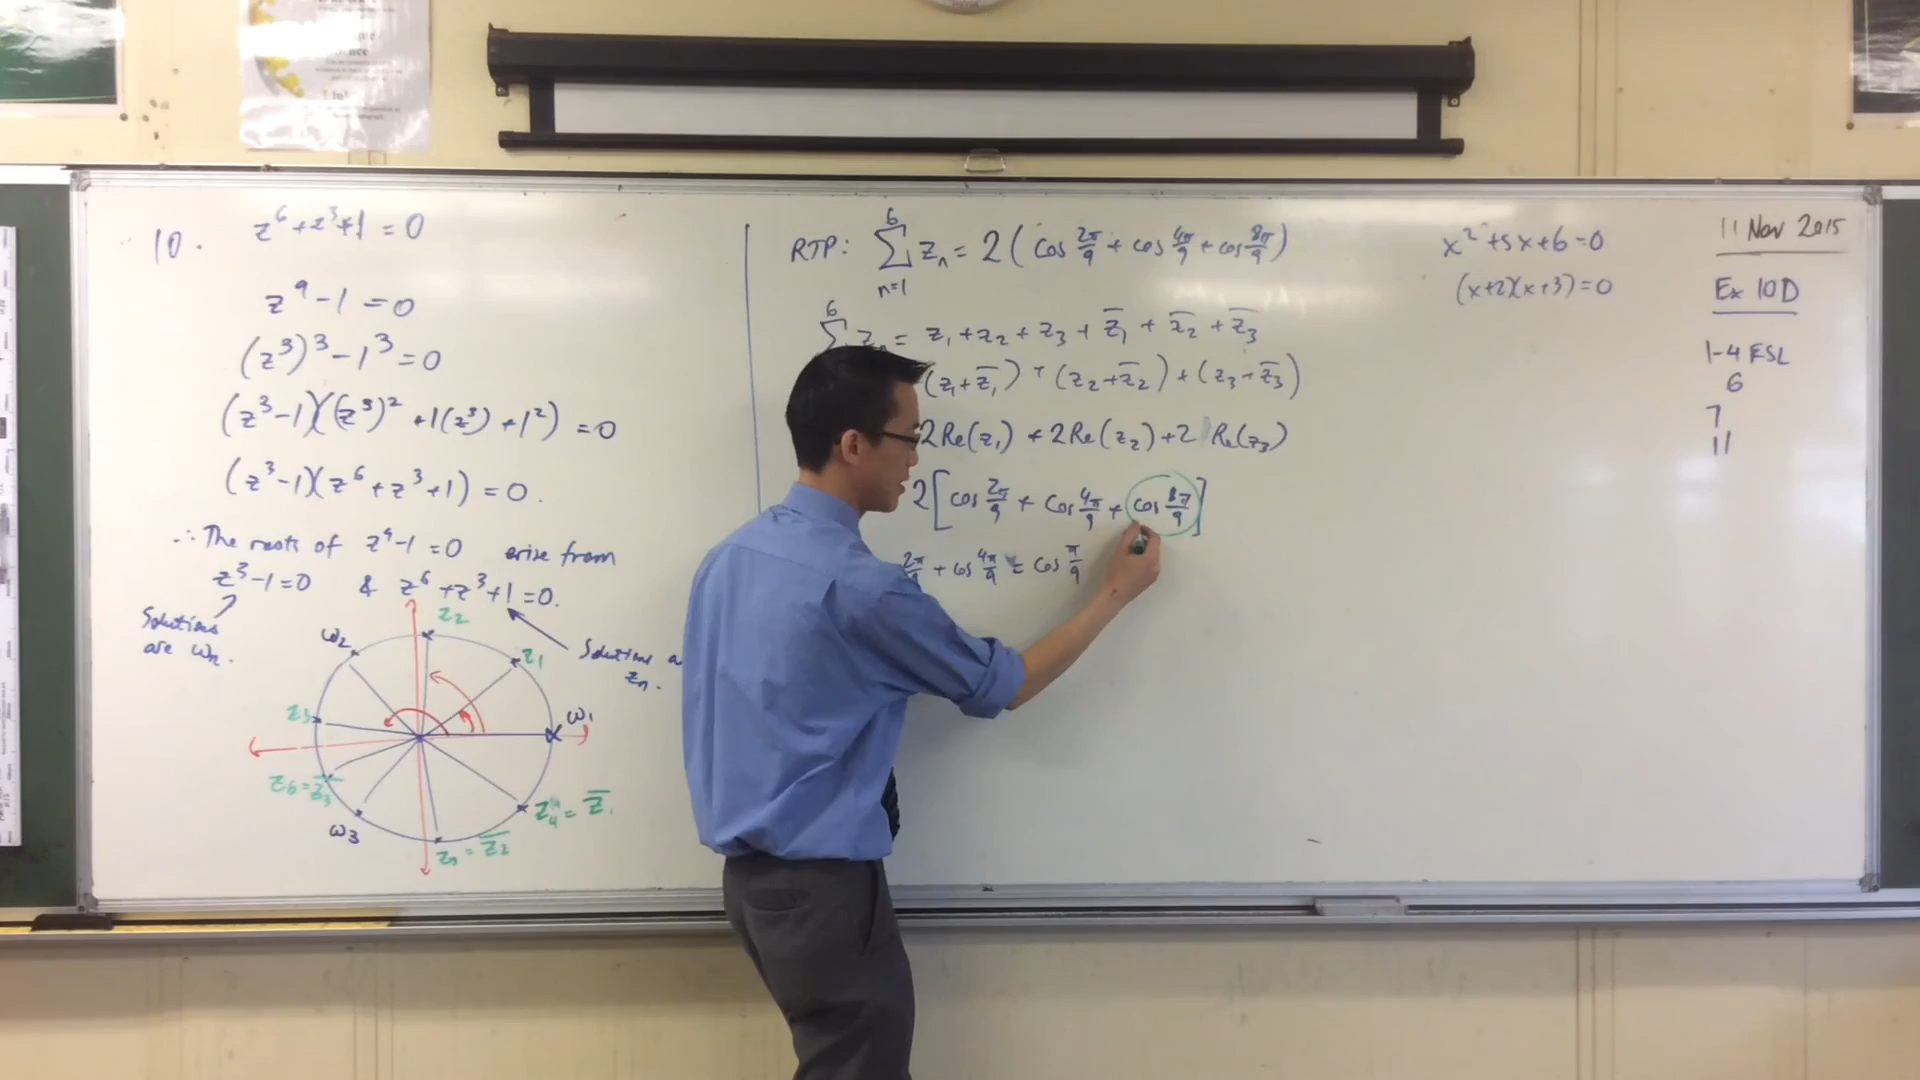 10. z⁶ + z³ + 1 = 0
z⁹ - 1 = 0
(z³)³ - 1³ = 0
(z³-1)((z³)² + 1(z³) + 1²) = 0
(z³-1)(z⁶ + z³ + 1) = 0.
∴ The roots of z⁹-1 = 0 arise from
z³-1 = 0 & z⁶ + z³ + 1 = 0.
Solutions
are ωₙ.
Solutions a
zₙ.
z₂
ω₂
z₁
z₃
ω₁
z₆ = z̄₃
z₄ = z̄₁
ω₃
= z̄₂
RTP: ∑ₙ₌₁⁶ zₙ = 2(cos 2π/9 + cos 4π/9 + cos 8π/9)
∑⁶ zₙ = z₁ + z₂ + z₃ + z̄₁ + z̄₂ + z̄₃
(z₁ + z̄₁) + (z₂ + z̄₂) + (z₃ + z̄₃)
2Re(z₁) + 2Re(z₂) + 2 Re(z₃)
2[cos 2π/9 + cos 4π/9 + cos 8π/9]
2π/9 + cos 4π/9 = cos π/9
x² + 5x + 6 = 0
(x+2)(x+3) = 0
11 Nov 2015
Ex 10D
1-4 ESL
6
7
11